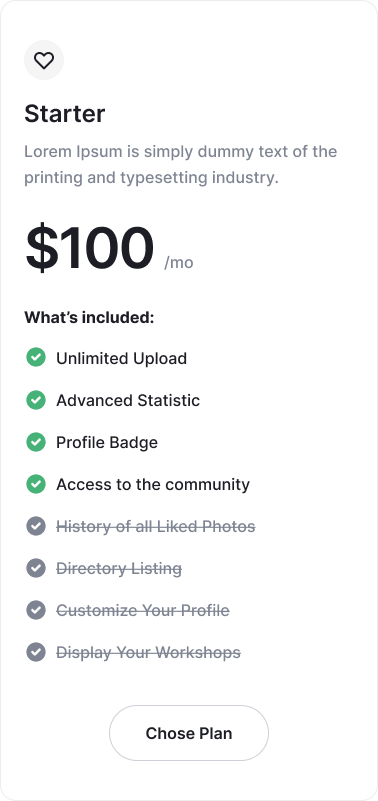 Starter
Lorem Ipsum is simply dummy text of the
printing and typesetting industry.
$100 /mo
What’s included:
Unlimited Upload
Advanced Statistic
Profile Badge
Access to the community
History of all Liked Photos
Directory Listing
Customize Your Profile
Display Your Workshops
Chose Plan